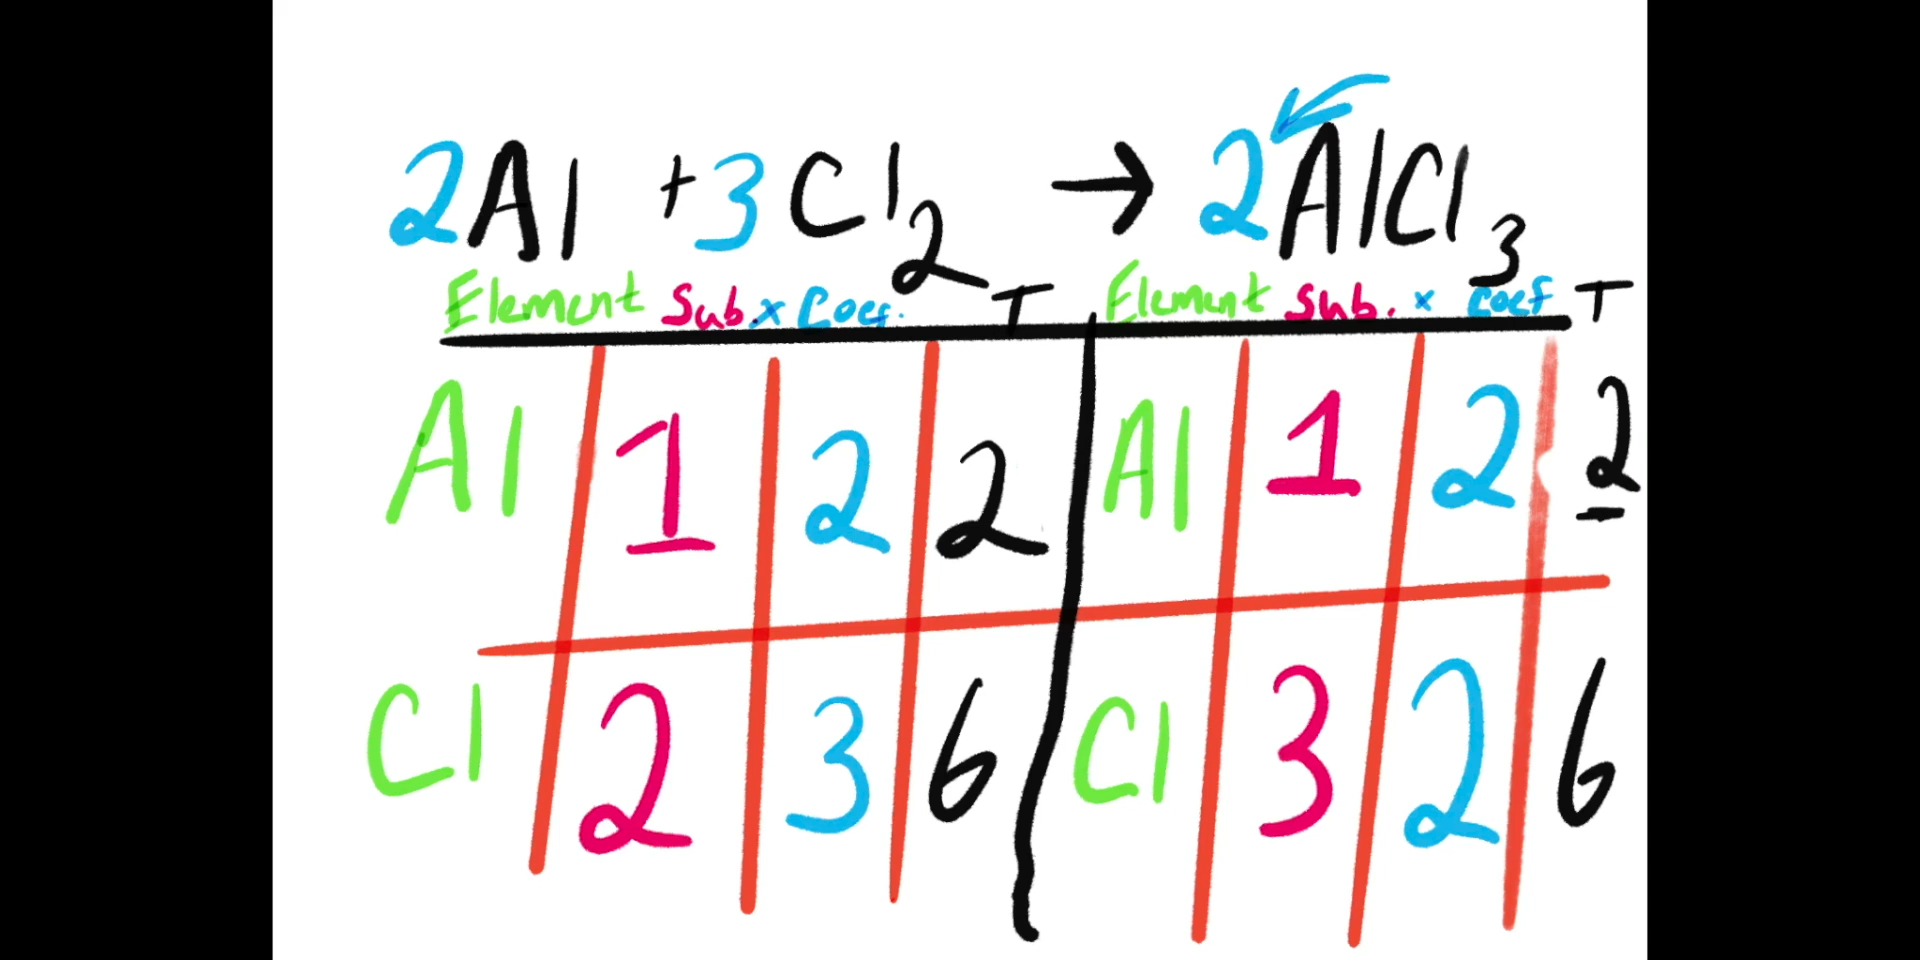 2Al + 3Cl2 → 2AlCl3
Element Sub. x Coef. T Element Sub. x Coef T
Al 1 2 2 Al 1 2 2
Cl 2 3 6 Cl 3 2 6